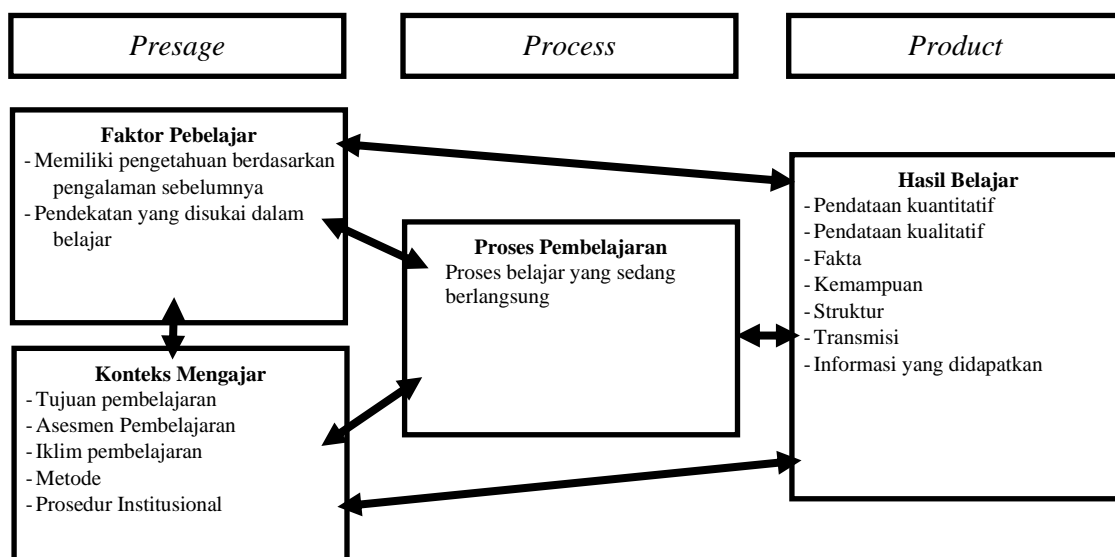 Presage
Process
Product
Faktor Pebelajar
- Memiliki pengetahuan berdasarkan
pengalaman sebelumnya
- Pendekatan yang disukai dalam
belajar
Konteks Mengajar
- Tujuan pembelajaran
- Asesmen Pembelajaran
- Iklim pembelajaran
- Metode
- Prosedur Institusional
Proses Pembelajaran
Proses belajar yang sedang
berlangsung
Hasil Belajar
- Pendataan kuantitatif
- Pendataan kualitatif
- Fakta
- Kemampuan
- Struktur
- Transmisi
- Informasi yang didapatkan